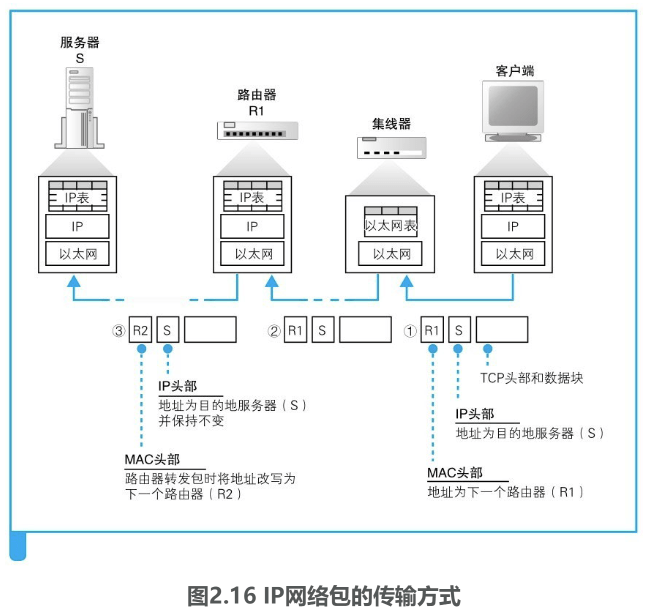 服务器
S
路由器
R1
集线器
客户端
IP表
IP
以太网
IP表
IP
以太网
以太网表
以太网
IP表
IP
以太网
③ R2 S
② R1 S
① R1 S
TCP头部和数据块
IP头部
地址为目的地服务器（S）
并保持不变
IP头部
地址为目的地服务器（S）
MAC头部
路由器转发包时将地址改写为
下一个路由器（R2）
MAC头部
地址为下一个路由器（R1）
图2.16 IP网络包的传输方式